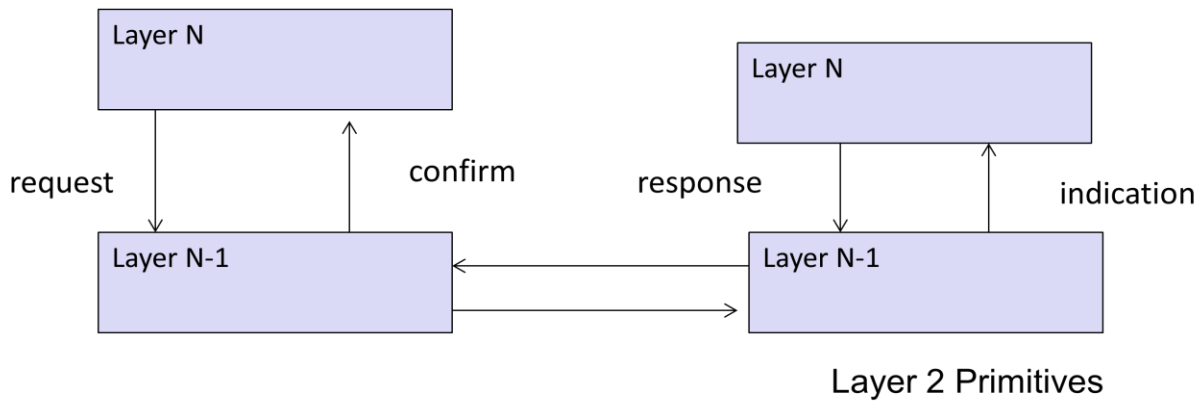 Layer N
Layer N
request
confirm
response
indication
Layer N-1
Layer N-1
Layer 2 Primitives